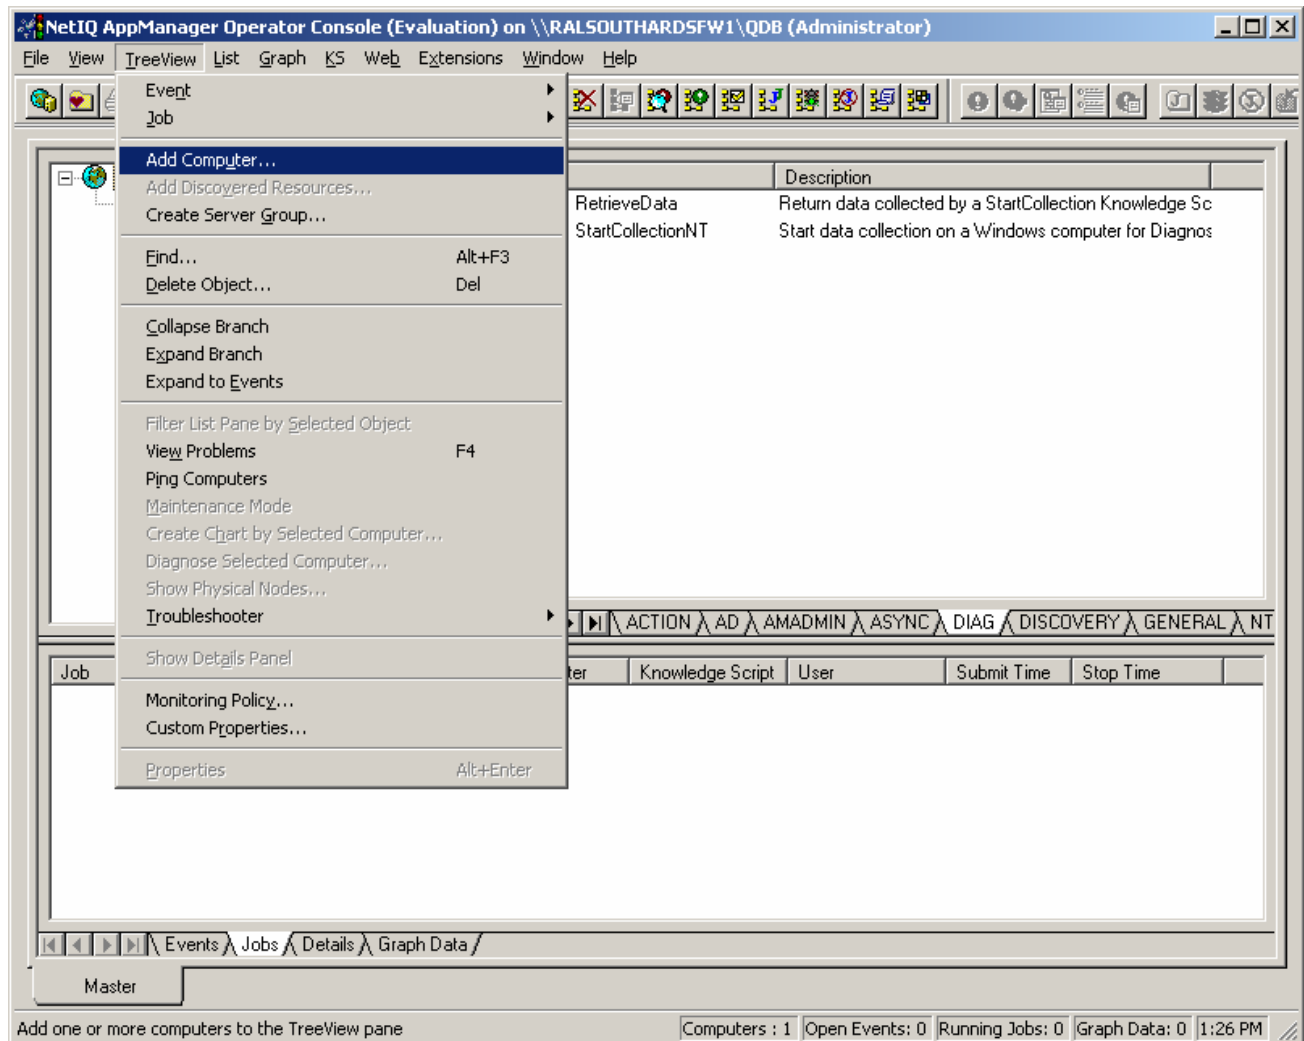 NetIQ AppManager Operator Console (Evaluation) on \\RALSOUTHARDSFW1\QDB (Administrator)
File View TreeView List Graph KS Web Extensions Window Help
Event
Job
Add Computer...
Add Discovered Resources...
Create Server Group...
Find... Alt+F3
Delete Object... Del
Collapse Branch
Expand Branch
Expand to Events
Filter List Pane by Selected Object
View Problems F4
Ping Computers
Maintenance Mode
Create Chart by Selected Computer...
Diagnose Selected Computer...
Show Physical Nodes...
Troubleshooter
Show Details Panel
Monitoring Policy...
Custom Properties...
Properties Alt+Enter
Description
RetrieveData Return data collected by a StartCollection Knowledge Sc
StartCollectionNT Start data collection on a Windows computer for Diagnos
ACTION AD AMADMIN ASYNC DIAG DISCOVERY GENERAL NT
Job ter Knowledge Script User Submit Time Stop Time
Events Jobs Details Graph Data
Master
Add one or more computers to the TreeView pane Computers : 1 Open Events: 0 Running Jobs: 0 Graph Data: 0 1:26 PM